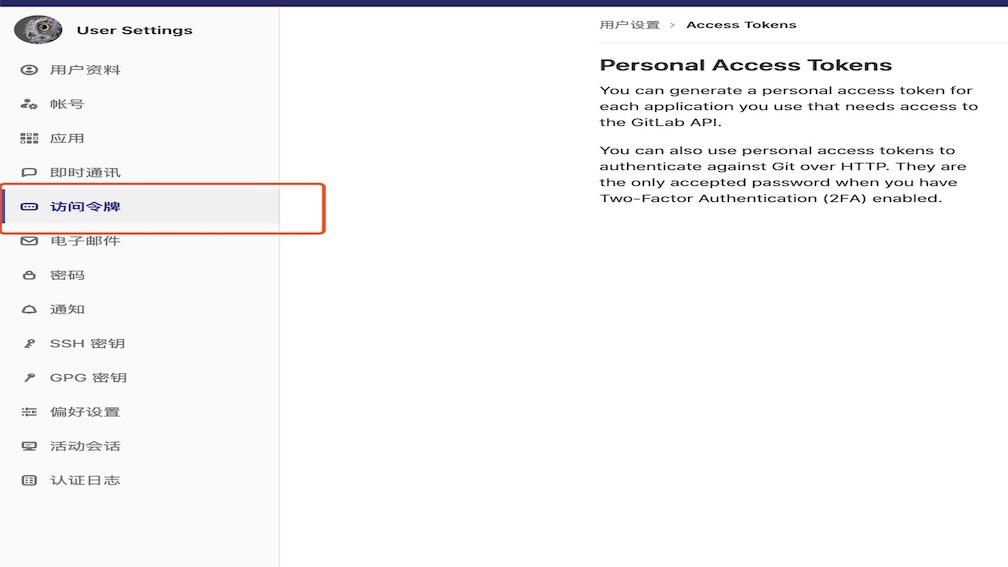 User Settings
用户资料
帐号
应用
即时通讯
访问令牌
电子邮件
密码
通知
SSH 密钥
GPG 密钥
偏好设置
活动会话
认证日志
用户设置 > Access Tokens
Personal Access Tokens
You can generate a personal access token for
each application you use that needs access to
the GitLab API.
You can also use personal access tokens to
authenticate against Git over HTTP. They are
the only accepted password when you have
Two-Factor Authentication (2FA) enabled.